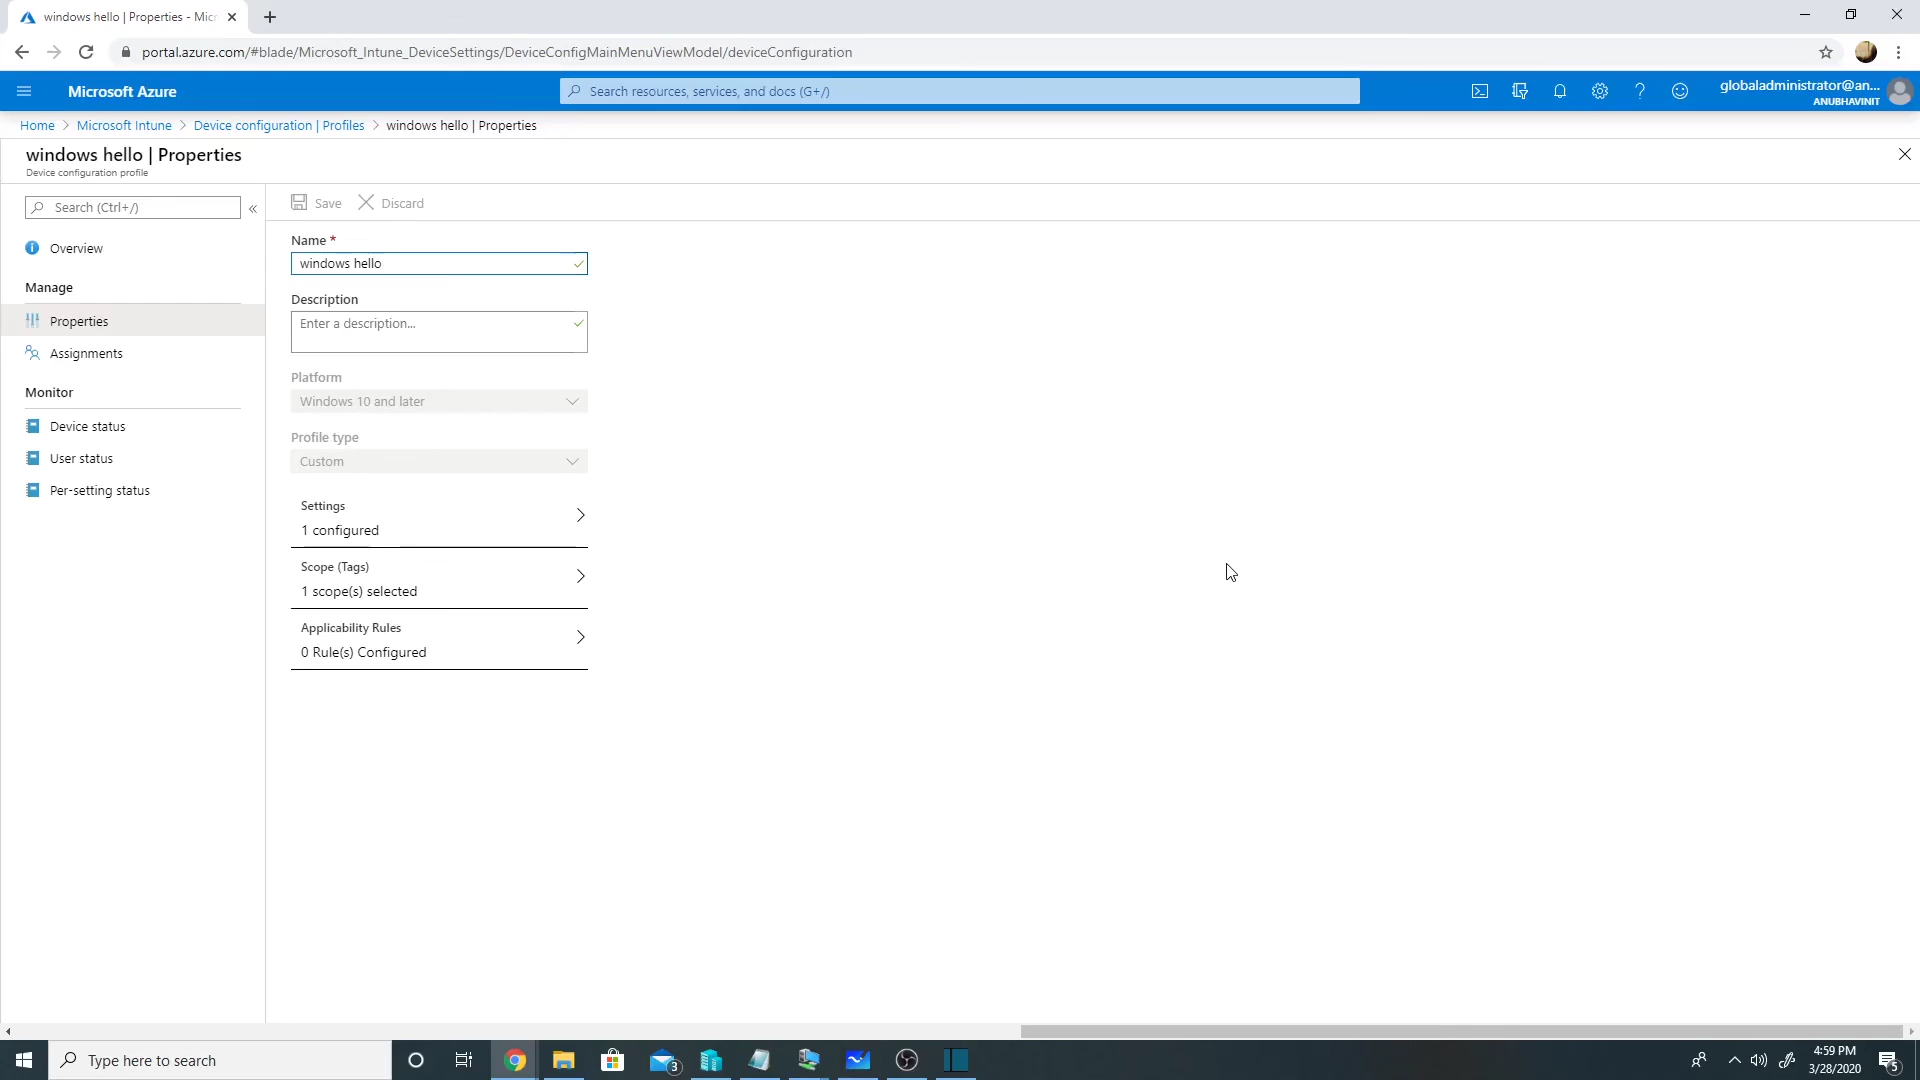 windows hello | Properties - Micr
portal.azure.com/#blade/Microsoft_Intune_DeviceSettings/DeviceConfigMainMenuViewModel/deviceConfiguration
Microsoft Azure
Search resources, services, and docs (G+/)
globaladministrator@an...
ANUBHAVINIT
Home > Microsoft Intune > Device configuration | Profiles > windows hello | Properties
windows hello | Properties
Device configuration profile
Search (Ctrl+/)
«
Save
Discard
Overview
Manage
Properties
Assignments
Monitor
Device status
User status
Per-setting status
Name *
windows hello
Description
Enter a description...
Platform
Windows 10 and later
Profile type
Custom
Settings
1 configured
Scope (Tags)
1 scope(s) selected
Applicability Rules
0 Rule(s) Configured
Type here to search
3
4:59 PM
3/28/2020
5